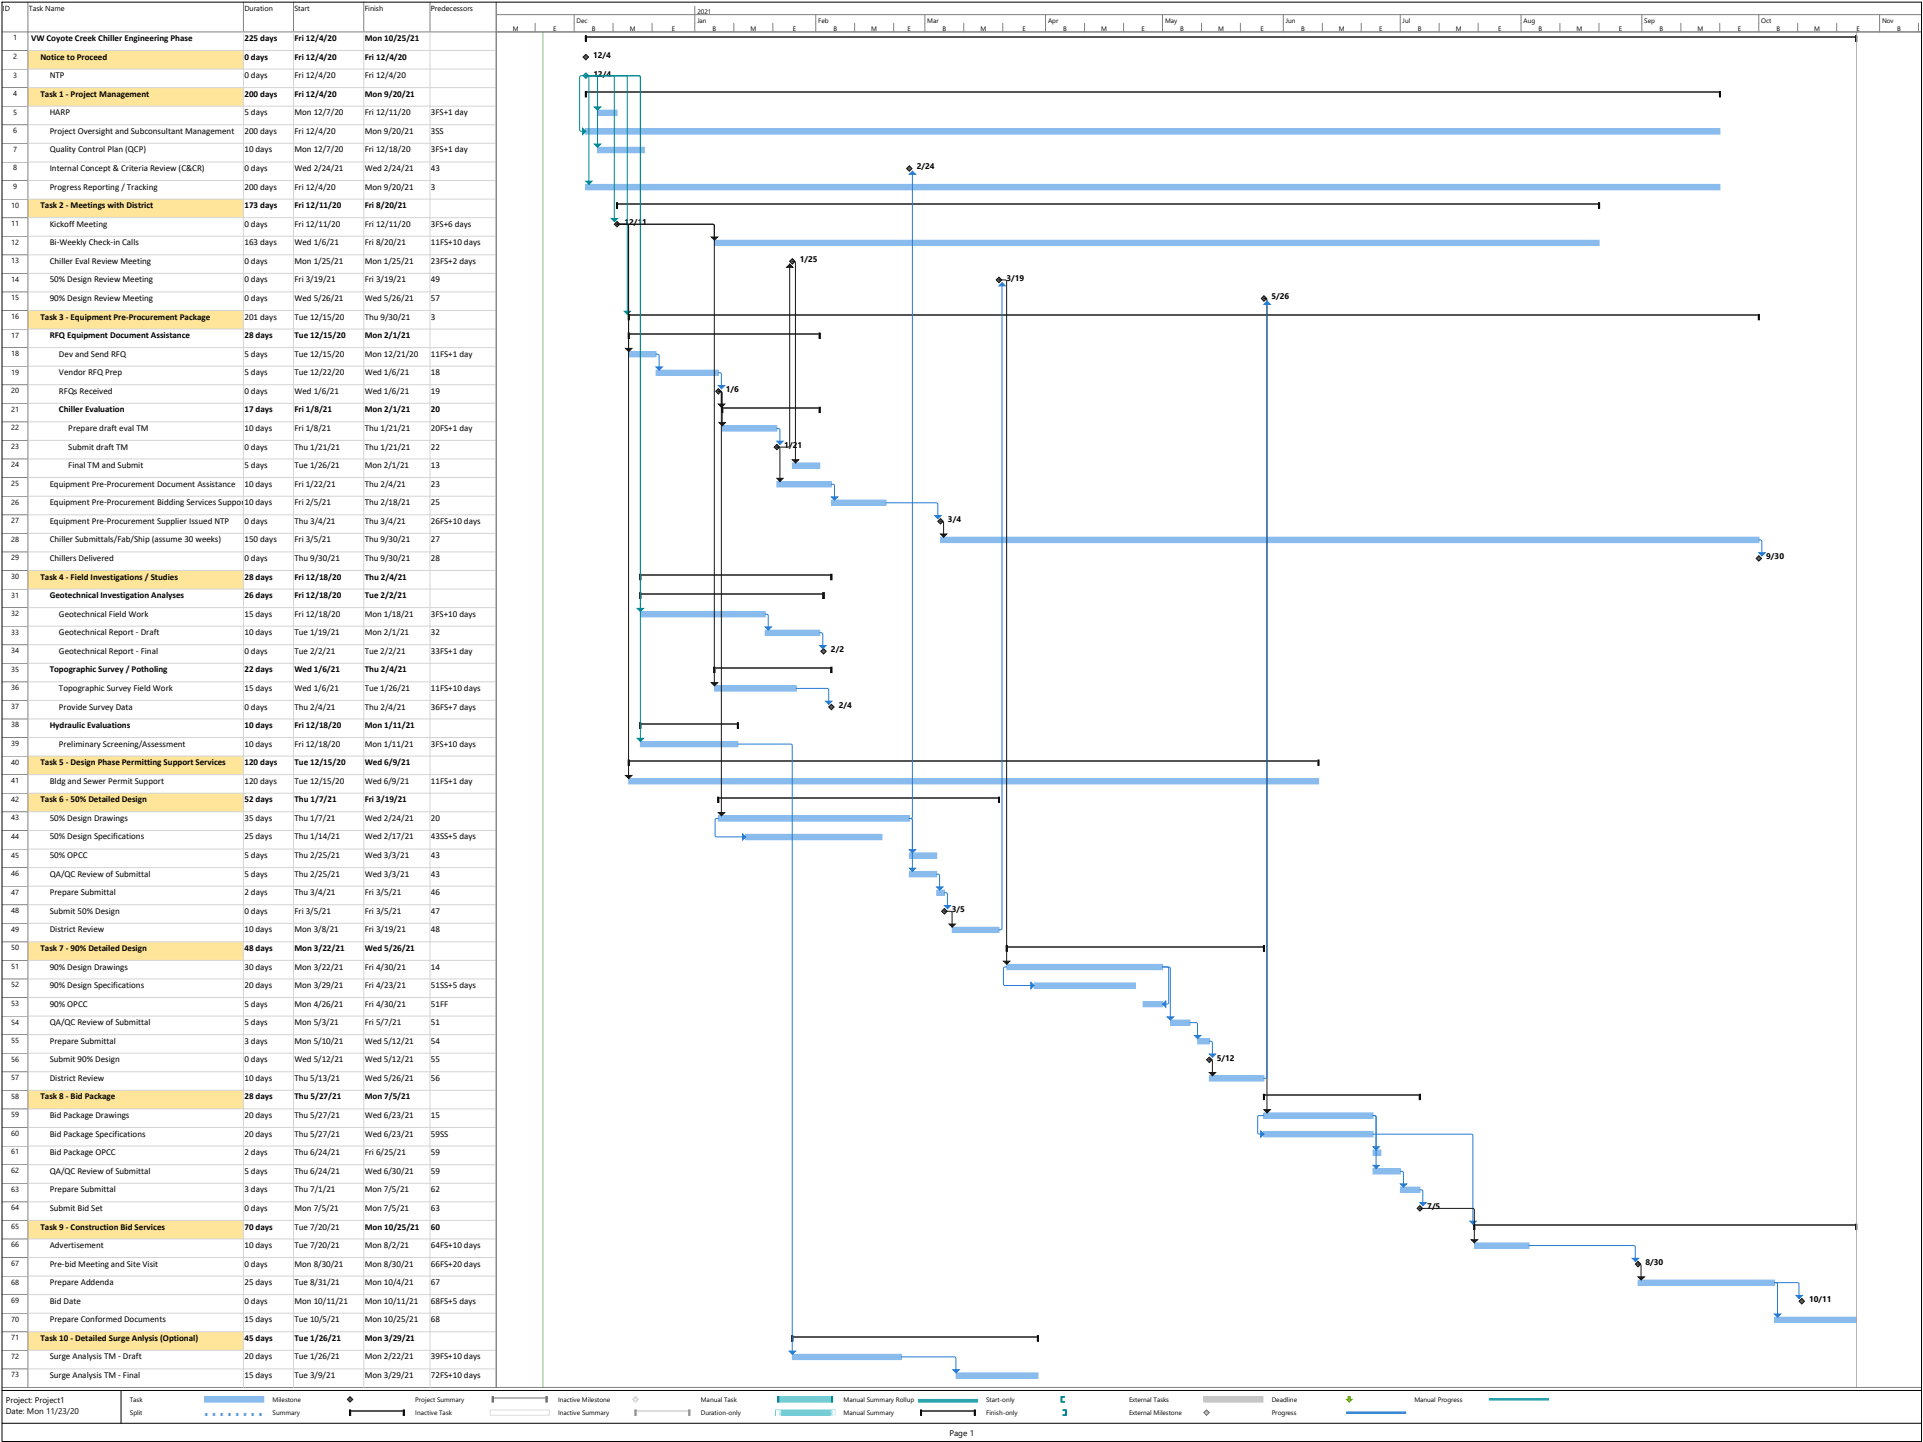 ID Task Name Duration Start Finish Predecessors
2021
Dec Jan Feb Mar Apr May Jun Jul Aug Sep Oct Nov
M E B M E B M E B M E B M E B M E B M E B M E B M E B M E B M E B M E B
1 VW Coyote Creek Chiller Engineering Phase 225 days Fri 12/4/20 Mon 10/25/21
2 Notice to Proceed 0 days Fri 12/4/20 Fri 12/4/20 12/4
3 NTP 0 days Fri 12/4/20 Fri 12/4/20 12/4
4 Task 1 - Project Management 200 days Fri 12/4/20 Mon 9/20/21
5 HARP 5 days Mon 12/7/20 Fri 12/11/20 3FS+1 day
6 Project Oversight and Subconsultant Management 200 days Fri 12/4/20 Mon 9/20/21 3SS
7 Quality Control Plan (QCP) 10 days Mon 12/7/20 Fri 12/18/20 3FS+1 day
8 Internal Concept & Criteria Review (C&CR) 0 days Wed 2/24/21 Wed 2/24/21 43 2/24
9 Progress Reporting / Tracking 200 days Fri 12/4/20 Mon 9/20/21 3
10 Task 2 - Meetings with District 173 days Fri 12/11/20 Fri 8/20/21
11 Kickoff Meeting 0 days Fri 12/11/20 Fri 12/11/20 3FS+6 days 12/11
12 Bi-Weekly Check-in Calls 163 days Wed 1/6/21 Fri 8/20/21 11FS+10 days
13 Chiller Eval Review Meeting 0 days Mon 1/25/21 Mon 1/25/21 23FS+2 days 1/25
14 50% Design Review Meeting 0 days Fri 3/19/21 Fri 3/19/21 49 3/19
15 90% Design Review Meeting 0 days Wed 5/26/21 Wed 5/26/21 57 5/26
16 Task 3 - Equipment Pre-Procurement Package 201 days Tue 12/15/20 Thu 9/30/21 3
17 RFQ Equipment Document Assistance 28 days Tue 12/15/20 Mon 2/1/21
18 Dev and Send RFQ 5 days Tue 12/15/20 Mon 12/21/20 11FS+1 day
19 Vendor RFQ Prep 5 days Tue 12/22/20 Wed 1/6/21 18
20 RFQs Received 0 days Wed 1/6/21 Wed 1/6/21 19 1/6
21 Chiller Evaluation 17 days Fri 1/8/21 Mon 2/1/21 20
22 Prepare draft eval TM 10 days Fri 1/8/21 Thu 1/21/21 20FS+1 day
23 Submit draft TM 0 days Thu 1/21/21 Thu 1/21/21 22 1/21
24 Final TM and Submit 5 days Tue 1/26/21 Mon 2/1/21 13
25 Equipment Pre-Procurement Document Assistance 10 days Fri 1/22/21 Thu 2/4/21 23
26 Equipment Pre-Procurement Bidding Services Suppor 10 days Fri 2/5/21 Thu 2/18/21 25
27 Equipment Pre-Procurement Supplier Issued NTP 0 days Thu 3/4/21 Thu 3/4/21 26FS+10 days 3/4
28 Chiller Submittals/Fab/Ship (assume 30 weeks) 150 days Fri 3/5/21 Thu 9/30/21 27
29 Chillers Delivered 0 days Thu 9/30/21 Thu 9/30/21 28 9/30
30 Task 4 - Field Investigations / Studies 28 days Fri 12/18/20 Thu 2/4/21
31 Geotechnical Investigation Analyses 26 days Fri 12/18/20 Tue 2/2/21
32 Geotechnical Field Work 15 days Fri 12/18/20 Mon 1/18/21 3FS+10 days
33 Geotechnical Report - Draft 10 days Tue 1/19/21 Mon 2/1/21 32
34 Geotechnical Report - Final 0 days Tue 2/2/21 Tue 2/2/21 33FS+1 day 2/2
35 Topographic Survey / Potholing 22 days Wed 1/6/21 Thu 2/4/21
36 Topographic Survey Field Work 15 days Wed 1/6/21 Tue 1/26/21 11FS+10 days
37 Provide Survey Data 0 days Thu 2/4/21 Thu 2/4/21 36FS+7 days 2/4
38 Hydraulic Evaluations 10 days Fri 12/18/20 Mon 1/11/21
39 Preliminary Screening/Assessment 10 days Fri 12/18/20 Mon 1/11/21 3FS+10 days
40 Task 5 - Design Phase Permitting Support Services 120 days Tue 12/15/20 Wed 6/9/21
41 Bldg and Sewer Permit Support 120 days Tue 12/15/20 Wed 6/9/21 11FS+1 day
42 Task 6 - 50% Detailed Design 52 days Thu 1/7/21 Fri 3/19/21
43 50% Design Drawings 35 days Thu 1/7/21 Wed 2/24/21 20
44 50% Design Specifications 25 days Thu 1/14/21 Wed 2/17/21 43SS+5 days
45 50% OPCC 5 days Thu 2/25/21 Wed 3/3/21 43
46 QA/QC Review of Submittal 5 days Thu 2/25/21 Wed 3/3/21 43
47 Prepare Submittal 2 days Thu 3/4/21 Fri 3/5/21 46
48 Submit 50% Design 0 days Fri 3/5/21 Fri 3/5/21 47 3/5
49 District Review 10 days Mon 3/8/21 Fri 3/19/21 48
50 Task 7 - 90% Detailed Design 48 days Mon 3/22/21 Wed 5/26/21
51 90% Design Drawings 30 days Mon 3/22/21 Fri 4/30/21 14
52 90% Design Specifications 20 days Mon 3/29/21 Fri 4/23/21 51SS+5 days
53 90% OPCC 5 days Mon 4/26/21 Fri 4/30/21 51FF
54 QA/QC Review of Submittal 5 days Mon 5/3/21 Fri 5/7/21 51
55 Prepare Submittal 3 days Mon 5/10/21 Wed 5/12/21 54
56 Submit 90% Design 0 days Wed 5/12/21 Wed 5/12/21 55 5/12
57 District Review 10 days Thu 5/13/21 Wed 5/26/21 56
58 Task 8 - Bid Package 28 days Thu 5/27/21 Mon 7/5/21
59 Bid Package Drawings 20 days Thu 5/27/21 Wed 6/23/21 15
60 Bid Package Specifications 20 days Thu 5/27/21 Wed 6/23/21 59SS
61 Bid Package OPCC 2 days Thu 6/24/21 Fri 6/25/21 59
62 QA/QC Review of Submittal 5 days Thu 6/24/21 Wed 6/30/21 59
63 Prepare Submittal 3 days Thu 7/1/21 Mon 7/5/21 62
64 Submit Bid Set 0 days Mon 7/5/21 Mon 7/5/21 63 7/5
65 Task 9 - Construction Bid Services 70 days Tue 7/20/21 Mon 10/25/21 60
66 Advertisement 10 days Tue 7/20/21 Mon 8/2/21 64FS+10 days
67 Pre-bid Meeting and Site Visit 0 days Mon 8/30/21 Mon 8/30/21 66FS+20 days 8/30
68 Prepare Addenda 25 days Tue 8/31/21 Mon 10/4/21 67
69 Bid Date 0 days Mon 10/11/21 Mon 10/11/21 68FS+5 days 10/11
70 Prepare Conformed Documents 15 days Tue 10/5/21 Mon 10/25/21 68
71 Task 10 - Detailed Surge Anlysis (Optional) 45 days Tue 1/26/21 Mon 3/29/21
72 Surge Analysis TM - Draft 20 days Tue 1/26/21 Mon 2/22/21 39FS+10 days
73 Surge Analysis TM - Final 15 days Tue 3/9/21 Mon 3/29/21 72FS+10 days
Project: Project1
Date: Mon 11/23/20
Task Milestone Project Summary Inactive Milestone Manual Task Manual Summary Rollup Start-only External Tasks Deadline Manual Progress
Split Summary Inactive Task Inactive Summary Duration-only Manual Summary Finish-only External Milestone Progress
Page 1